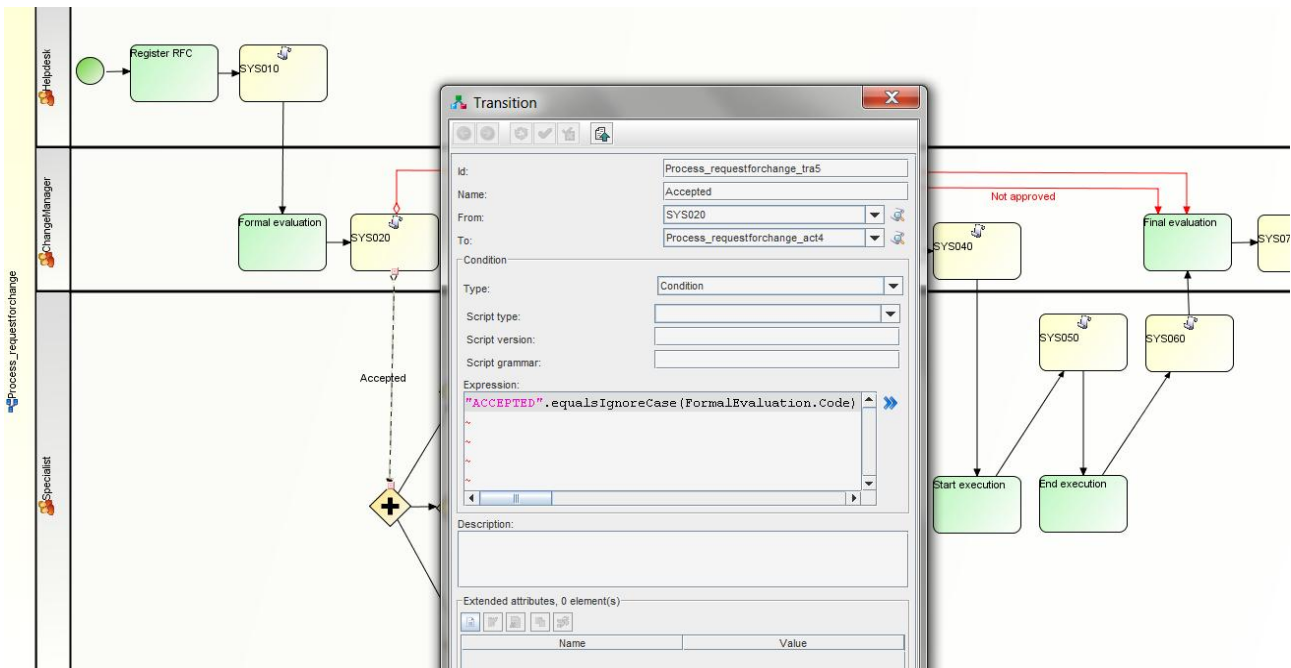 Helpdesk
Register RFC
SYS010
ChangeManager
Formal evaluation
SYS020
Accepted
Process_requestforchange
Specialist
Transition
Id:
Process_requestforchange_tra5
Name:
Accepted
From:
SYS020
To:
Process_requestforchange_act4
Condition
Type:
Condition
Script type:
Script version:
Script grammar:
Expression:
"ACCEPTED".equalsIgnoreCase(FormalEvaluation.Code)
~
~
~
~
Description:
Extended attributes, 0 element(s)
Name Value
Not approved
SYS040
Final evaluation
SYS07
SYS050
SYS060
Start execution
End execution